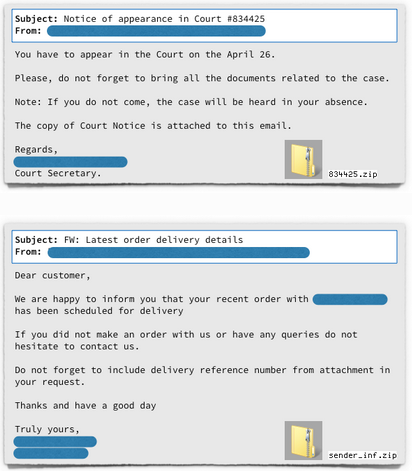 Subject: Notice of appearance in Court #834425
From:
You have to appear in the Court on the April 26.
Please, do not forget to bring all the documents related to the case.
Note: If you do not come, the case will be heard in your absence.
The copy of Court Notice is attached to this email.
Regards,
Court Secretary.
834425.zip
Subject: FW: Latest order delivery details
From:
Dear customer,
We are happy to inform you that your recent order with
has been scheduled for delivery
If you did not make an order with us or have any queries do not
hesitate to contact us.
Do not forget to include delivery reference number from attachment in
your request.
Thanks and have a good day
Truly yours,
sender_inf.zip